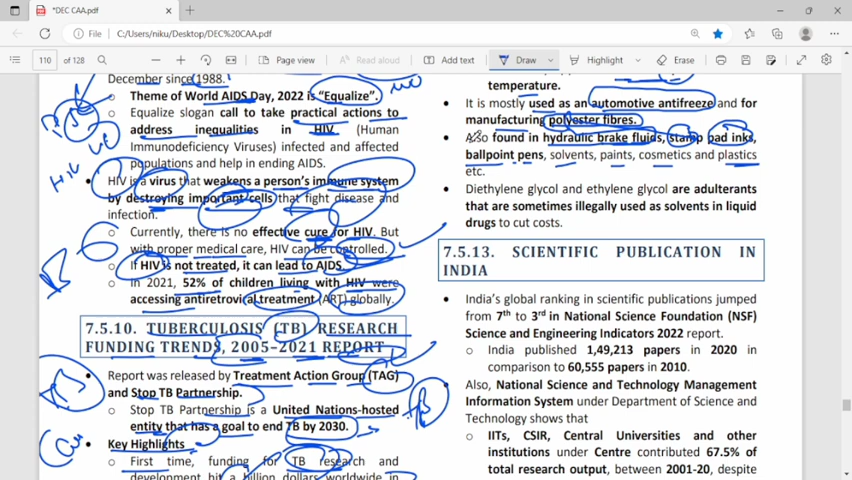 *DEC CAA.pdf
File
C:/Users/niku/Desktop/DEC%20CAA.pdf
110 of 128
Page view
Read aloud
Add text
Draw
Highlight
Erase
December since 1988.
Theme of World AIDS Day, 2022 is “Equalize”.
Equalize slogan call to take practical actions to
address inequalities in HIV (Human
Immunodeficiency Viruses) infected and affected
populations and help in ending AIDS.
HIV is a virus that weakens a person’s immune system
by destroying important cells that fight disease and
infection.
Currently, there is no effective cure for HIV. But
with proper medical care, HIV can be controlled.
If HIV is not treated, it can lead to AIDS.
In 2021, 52% of children living with HIV were
accessing antiretroviral treatment (ART) globally.
7.5.10. TUBERCULOSIS (TB) RESEARCH
FUNDING TRENDS, 2005–2021 REPORT
Report was released by Treatment Action Group (TAG)
and Stop TB Partnership.
Stop TB Partnership is a United Nations-hosted
entity that has a goal to end TB by 2030.
Key Highlights
First time, funding for TB research and
development hit a billion dollars worldwide in
HIV
TB
temperature.
It is mostly used as an automotive antifreeze and for
manufacturing polyester fibres.
Also found in hydraulic brake fluids, stamp pad inks,
ballpoint pens, solvents, paints, cosmetics and plastics
etc.
Diethylene glycol and ethylene glycol are adulterants
that are sometimes illegally used as solvents in liquid
drugs to cut costs.
7.5.13. SCIENTIFIC PUBLICATION IN
INDIA
India’s global ranking in scientific publications jumped
from 7th to 3rd in National Science Foundation (NSF)
Science and Engineering Indicators 2022 report.
India published 1,49,213 papers in 2020 in
comparison to 60,555 papers in 2010.
Also, National Science and Technology Management
Information System under Department of Science and
Technology shows that
IITs, CSIR, Central Universities and other
institutions under Centre contributed 67.5% of
total research output, between 2001-20, despite